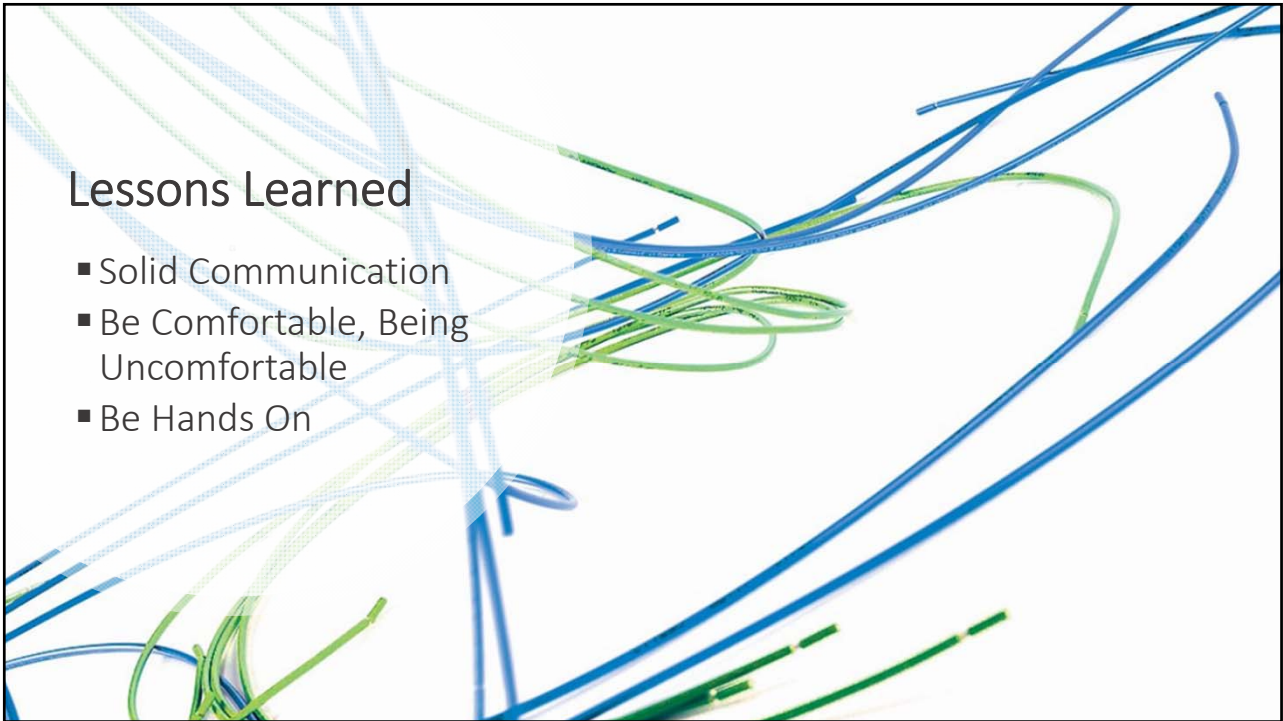 Lessons Learned
▪ Solid Communication
▪ Be Comfortable, Being
Uncomfortable
▪ Be Hands On